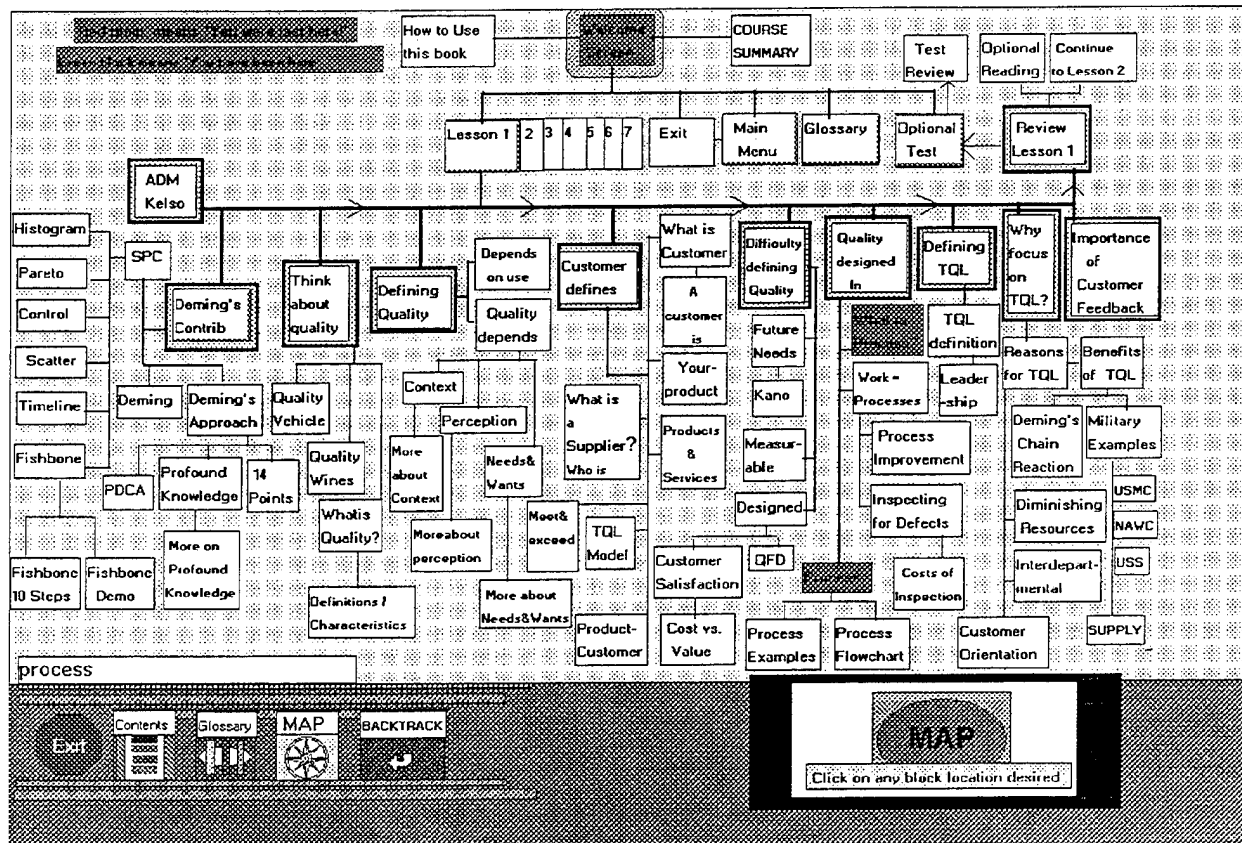 "You were last here"
How to Use
this book
Welcome
Screen
COURSE
SUMMARY
Test
Review
Optional
Reading
Continue
to Lesson 2
Lesson 1
2
3
4
5
6
7
Exit
Main
Menu
Glossary
Optional
Test
Review
Lesson 1
ADM
Kelso
Histogram
Pareto
Control
Scatter
Timeline
Fishbone
SPC
Deming's
Contrib
Think
about
quality
Defining
Quality
Depends
on use
Quality
depends
Customer
defines
What is
Customer
A
customer
is
Your-
product
Products
&
Services
Difficulty
defining
Quality
Quality
designed
In
Defining
TQL
Why
focus
on
TQL?
Importance
of
Customer
Feedback
Deming
Deming's
Approach
PDCA
Profound
Knowledge
14
Points
Fishbone
10 Steps
Fishbone
Demo
More on
Profound
Knowledge
Quality
Vehicle
Quality
Wines
Whatis
Quality?
Definitions /
Characteristics
Context
Perception
More
about
Context
Moreabout
perception
Needs&
Wants
More about
Needs&Wants
What is
a
Supplier?
Who is
Meet&
exceed
TQL
Model
Product-
Customer
Future
Needs
Kano
Measur-
able
Designed
Customer
Satisfaction
QFD
Cost vs.
Value
What is
Process
TQL
definition
Work =
Processes
Leader
-ship
Process
Improvement
Inspecting
for Defects
Costs of
Inspection
Process
Process
Examples
Process
Flowchart
Reasons
for TQL
Benefits
of TQL
Deming's
Chain
Reaction
Military
Examples
Diminishing
Resources
Interdepart-
mental
Customer
Orientation
USMC
NAWC
USS
SUPPLY
process
Exit
Contents
Glossary
MAP
BACKTRACK
MAP
Click on any block location desired